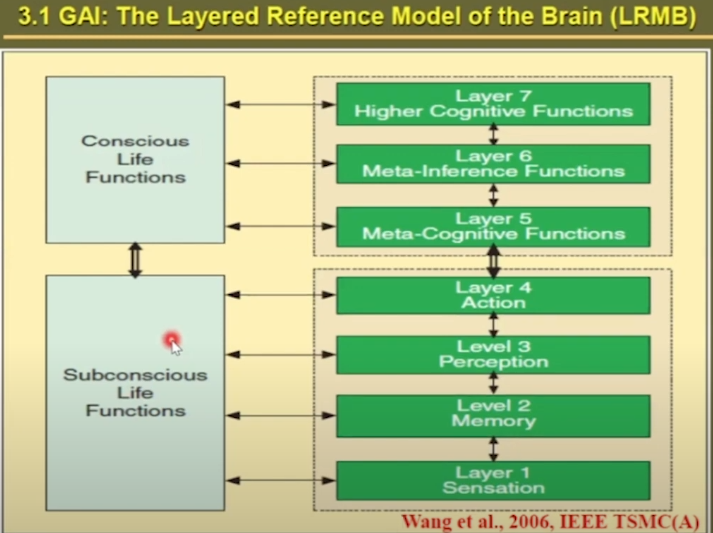 3.1 GAI: The Layered Reference Model of the Brain (LRMB)
Conscious
Life
Functions
Subconscious
Life
Functions
Layer 7
Higher Cognitive Functions
Layer 6
Meta-Inference Functions
Layer 5
Meta-Cognitive Functions
Layer 4
Action
Level 3
Perception
Level 2
Memory
Layer 1
Sensation
Wang et al., 2006, IEEE TSMC(A)